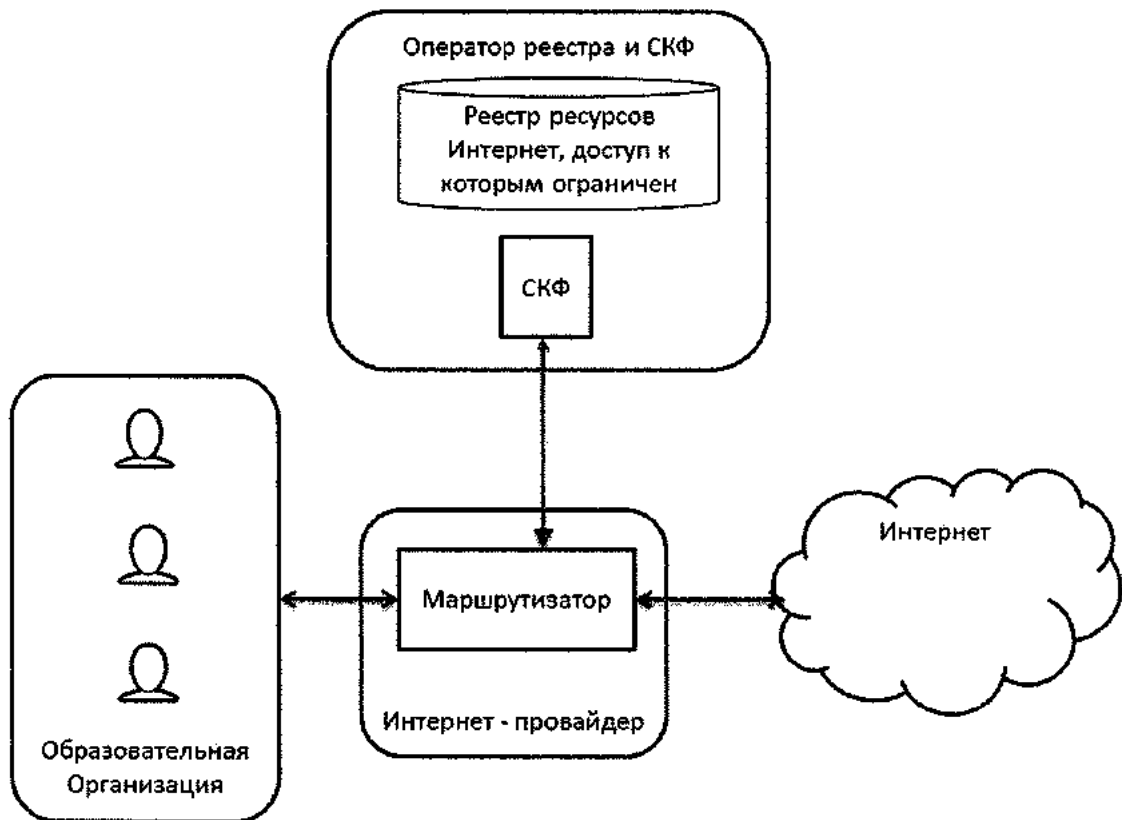 Оператор реестра и СКФ
Реестр ресурсов
Интернет, доступ к
которым ограничен
СКФ
Интернет
Маршрутизатор
Интернет - провайдер
Образовательная
Организация